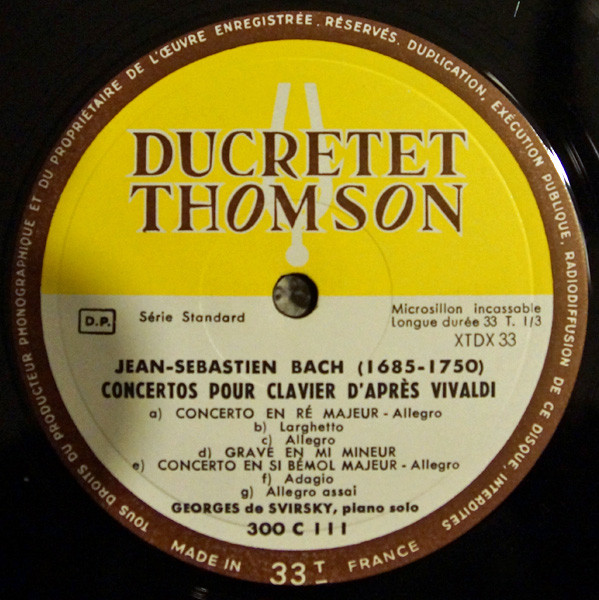 TOUS DROITS DU PRODUCTEUR PHONOGRAPHIQUE ET DU PROPRIÉTAIRE DE L'ŒUVRE ENREGISTRÉE. RÉSERVÉS. DUPLICATION, EXÉCUTION PUBLIQUE, RADIODIFFUSION DE CE DISQUE, INTERDITES
DUCRETET
THOMSON
D.P.
Série Standard
Microsillon incassable
Longue durée 33 T. 1/3
XTDX 33
JEAN-SEBASTIEN BACH (1685-1750)
CONCERTOS POUR CLAVIER D'APRÈS VIVALDI
a) CONCERTO EN RÉ MAJEUR - Allegro
b) Larghetto
c) Allegro
d) GRAVE EN MI MINEUR
e) CONCERTO EN SI BÉMOL MAJEUR - Allegro
f) Adagio
g) Allegro assai
GEORGES de SVIRSKY, piano solo
300 C 111
MADE IN 33 T FRANCE